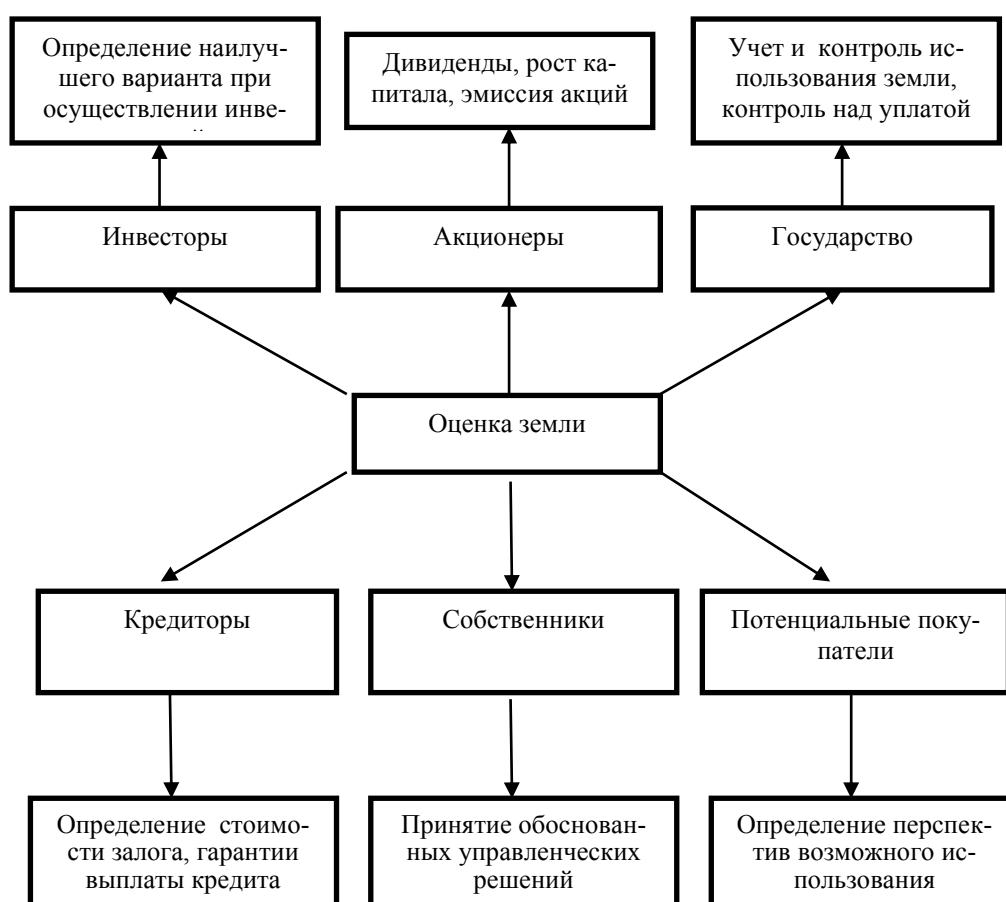 Определение наилуч-
шего варианта при
осуществлении инве-
Дивиденды, рост ка-
питала, эмиссия акций
Учет и контроль ис-
пользования земли,
контроль над уплатой
Инвесторы
Акционеры
Государство
Оценка земли
Кредиторы
Собственники
Потенциальные поку-
патели
Определение стоимо-
сти залога, гарантии
выплаты кредита
Принятие обоснован-
ных управленческих
решений
Определение перспек-
тив возможного ис-
пользования